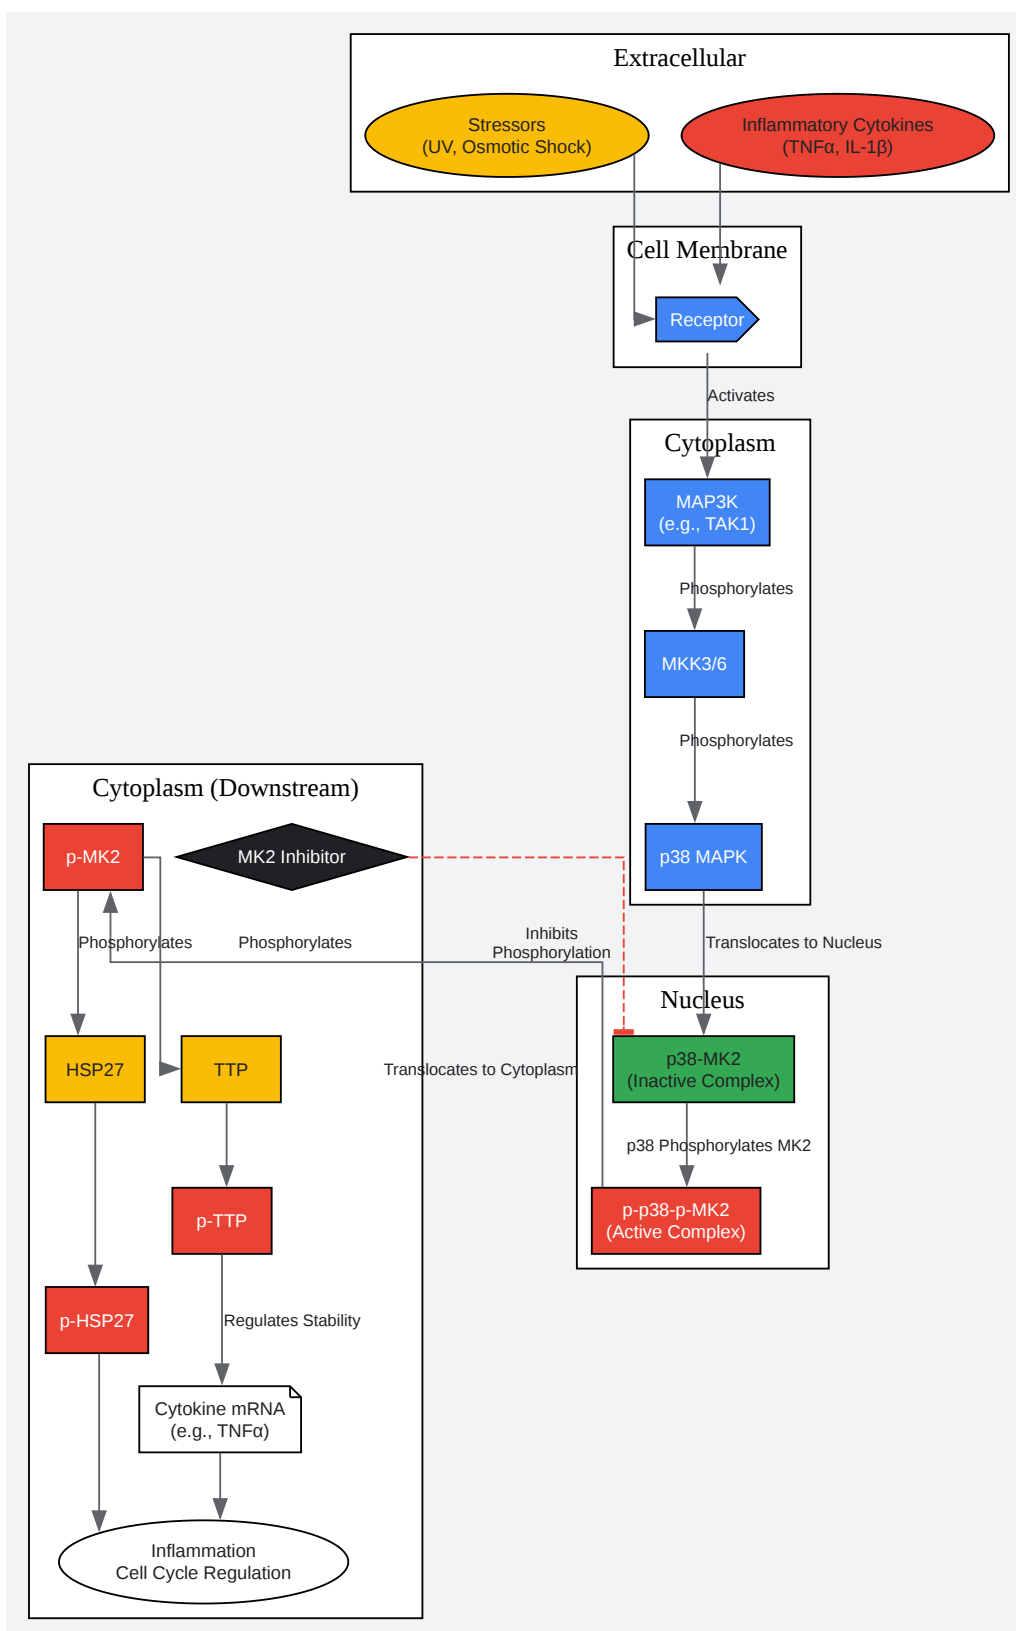 Extracellular
Stressors
(UV, Osmotic Shock)
Inflammatory Cytokines
(TNFα, IL-1β)
Cell Membrane
Receptor
Activates
Cytoplasm
MAP3K
(e.g., TAK1)
Phosphorylates
MKK3/6
Phosphorylates
p38 MAPK
Cytoplasm (Downstream)
p-MK2
MK2 Inhibitor
Phosphorylates
Phosphorylates
Inhibits
Phosphorylation
Translocates to Nucleus
Nucleus
HSP27
TTP
Translocates to Cytoplasm
p38-MK2
(Inactive Complex)
p38 Phosphorylates MK2
p-TTP
p-p38-p-MK2
(Active Complex)
p-HSP27
Regulates Stability
Cytokine mRNA
(e.g., TNFα)
Inflammation
Cell Cycle Regulation